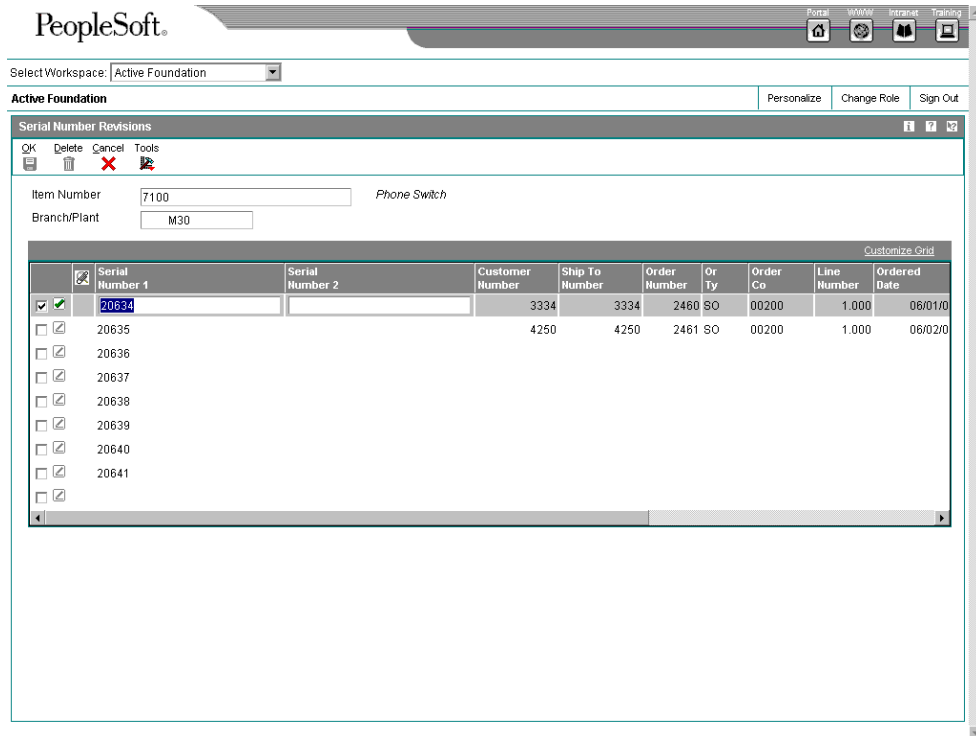 Portal WWW Intranet Training
PeopleSoft.
Select Workspace: Active Foundation
Active Foundation Personalize Change Role Sign Out
Serial Number Revisions
OK Delete Cancel Tools
Item Number 7100 Phone Switch
Branch/Plant M30
Customize Grid
Serial Number 1 Serial Number 2 Customer Number Ship To Number Order Number Or Ty Order Co Line Number Ordered Date
20634 3334 3334 2460 SO 00200 1.000 06/01/0
20635 4250 4250 2461 SO 00200 1.000 06/02/0
20636
20637
20638
20639
20640
20641